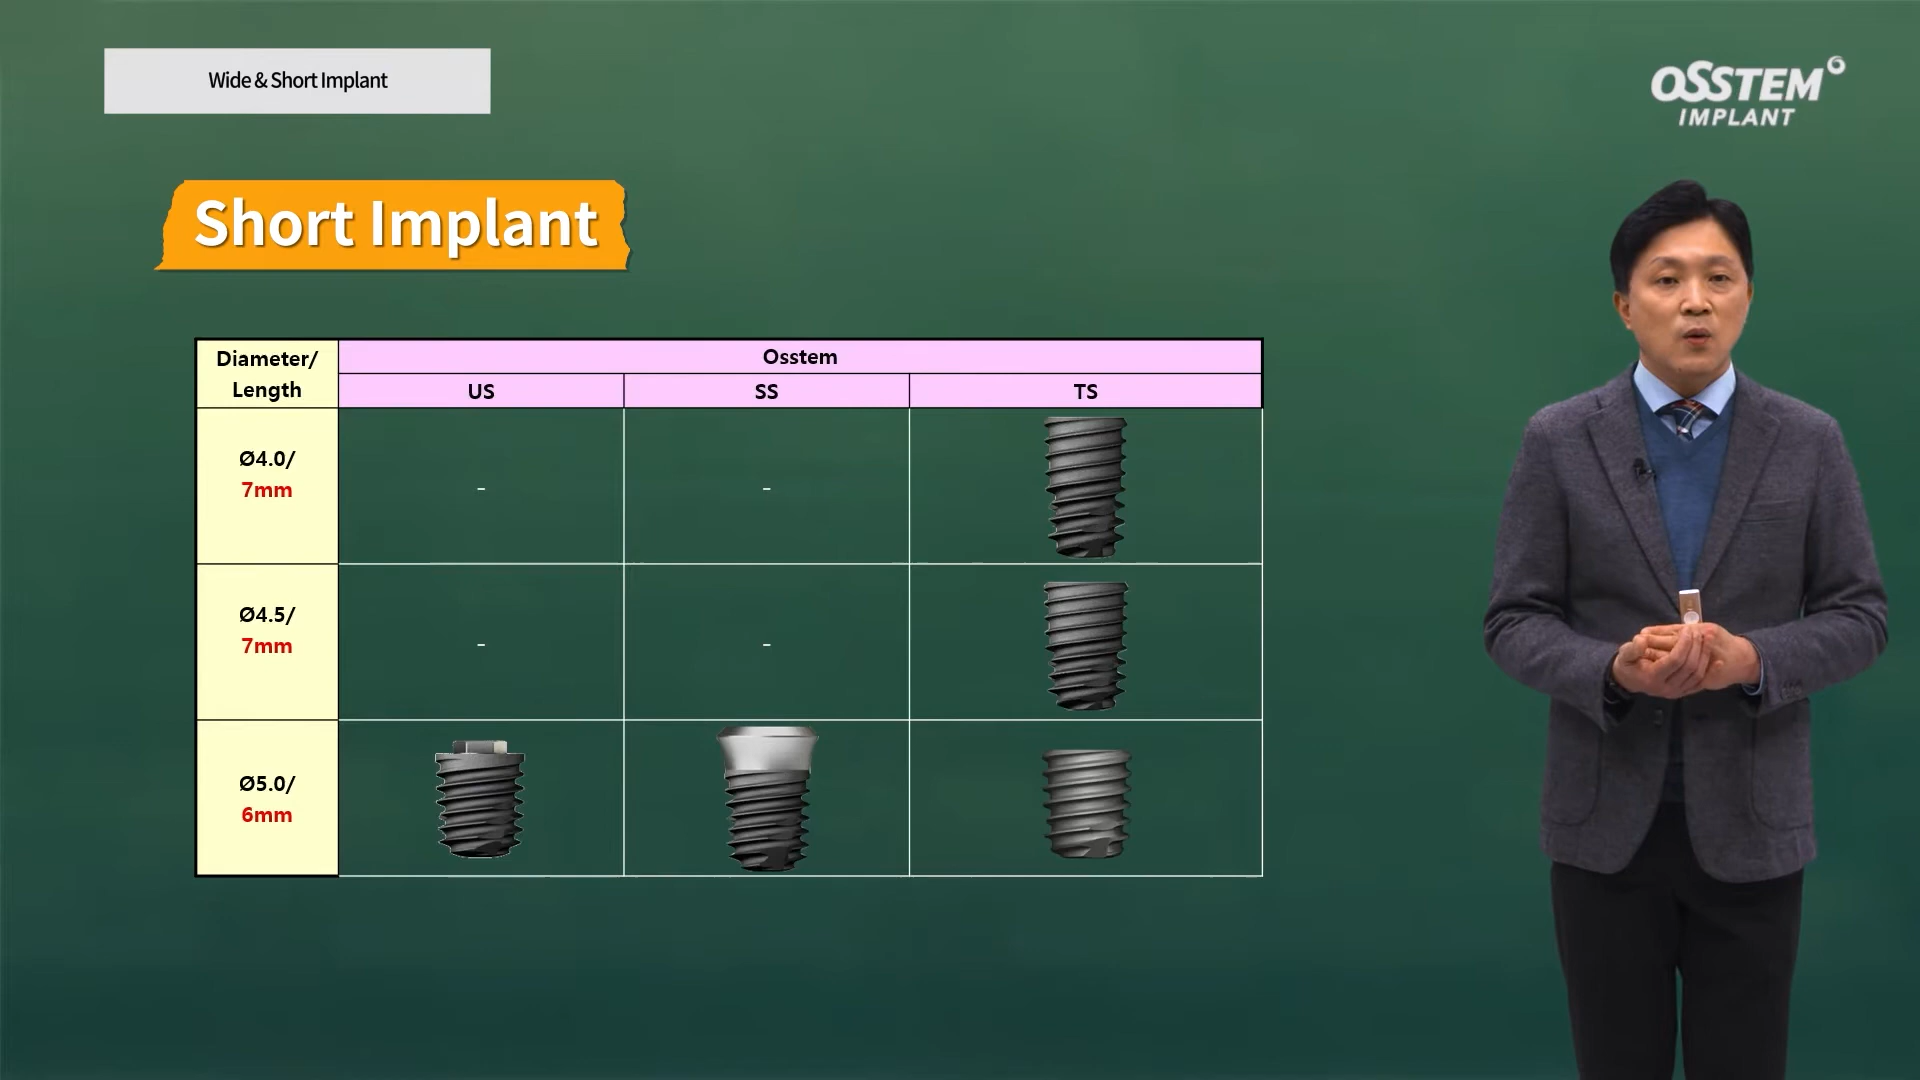 Wide & Short Implant
OSSTEM
IMPLANT
Short Implant
Diameter/
Length
Osstem
US
SS
TS
Ø4.0/
7mm
-
-
Ø4.5/
7mm
-
-
Ø5.0/
6mm